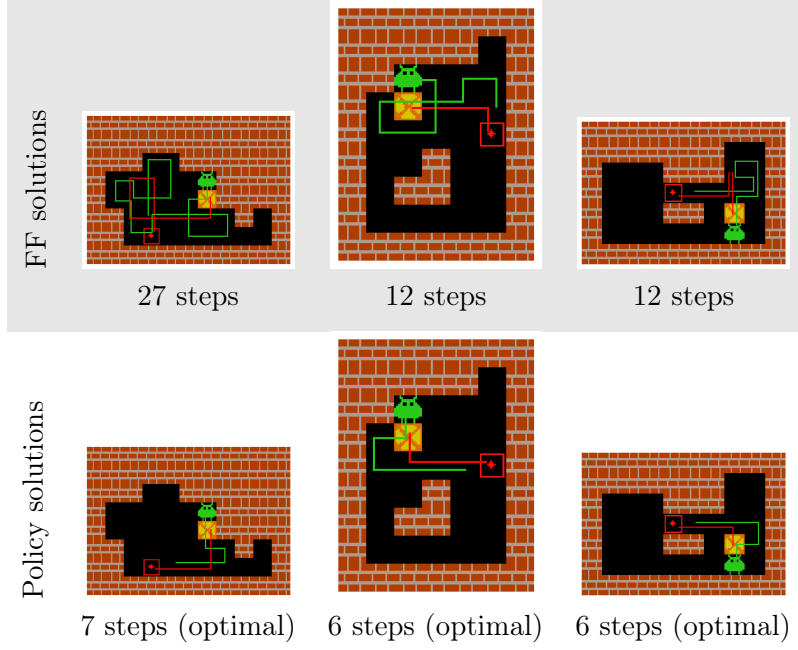 FF solutions
27 steps
12 steps
12 steps
Policy solutions
7 steps (optimal)
6 steps (optimal)
6 steps (optimal)